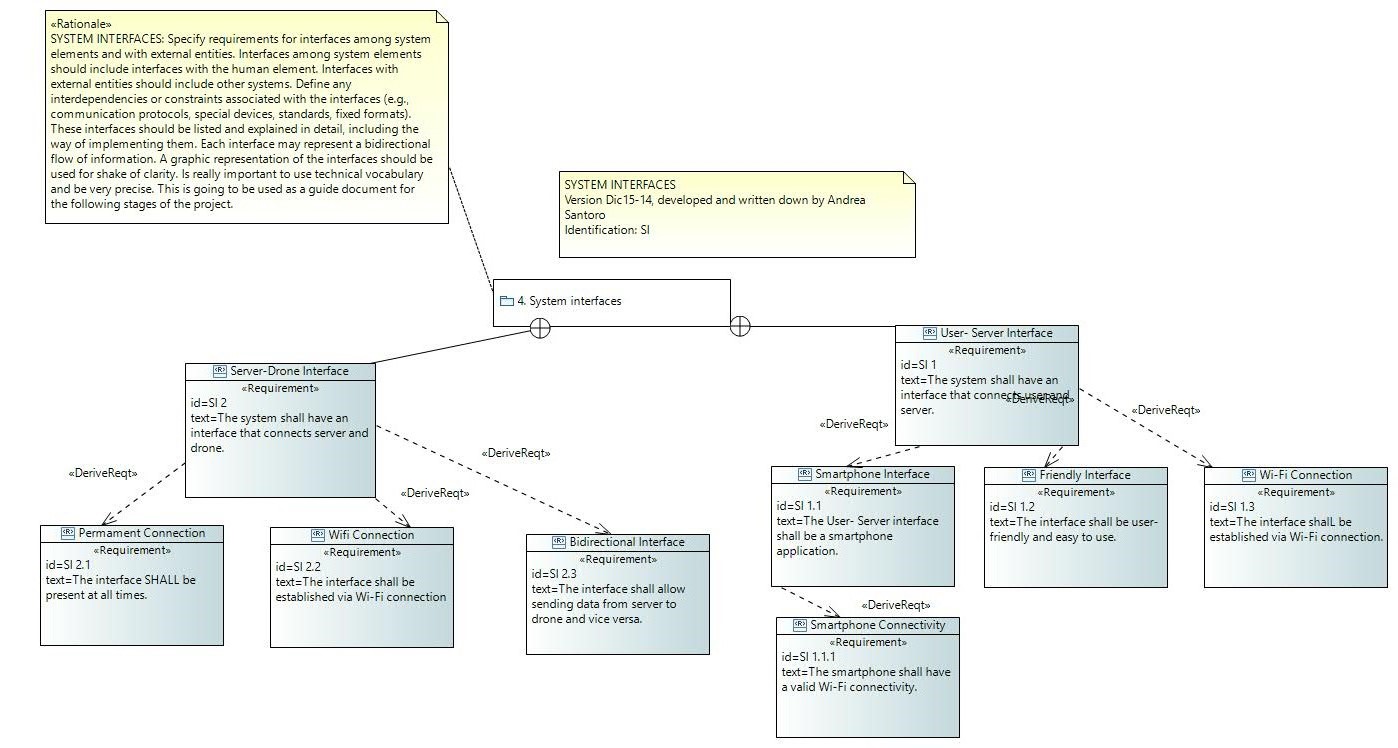 «Rationale»
SYSTEM INTERFACES: Specify requirements for interfaces among system
elements and with external entities. Interfaces among system elements
should include interfaces with the human element. Interfaces with
external entities should include other systems. Define any
interdependencies or constraints associated with the interfaces (e.g.,
communication protocols, special devices, standards, fixed formats).
These interfaces should be listed and explained in detail, including the
way of implementing them. Each interface may represent a bidirectional
flow of information. A graphic representation of the interfaces should be
used for shake of clarity. Is really important to use technical vocabulary
and be very precise. This is going to be used as a guide document for
the following stages of the project.
SYSTEM INTERFACES
Version Dic15-14, developed and written down by Andrea
Santoro
Identification: SI
4. System interfaces
User- Server Interface
«Requirement»
id=SI 1
text=The system shall have an
interface that connects user and
server.
«DeriveReqt»
«DeriveReqt»
«DeriveReqt»
Server-Drone Interface
«Requirement»
id=SI 2
text=The system shall have an
interface that connects server and
drone.
«DeriveReqt»
«DeriveReqt»
«DeriveReqt»
Smartphone Interface
«Requirement»
id=SI 1.1
text=The User- Server interface
shall be a smartphone
application.
Friendly Interface
«Requirement»
id=SI 1.2
text=The interface shall be user-
friendly and easy to use.
Wi-Fi Connection
«Requirement»
id=SI 1.3
text=The interface shalL be
established via Wi-Fi connection.
Permament Connection
«Requirement»
id=SI 2.1
text=The interface SHALL be
present at all times.
Wifi Connection
«Requirement»
id=SI 2.2
text=The interface shall be
established via Wi-Fi connection
Bidirectional Interface
«Requirement»
id=SI 2.3
text=The interface shall allow
sending data from server to
drone and vice versa.
«DeriveReqt»
Smartphone Connectivity
«Requirement»
id=SI 1.1.1
text=The smartphone shall have
a valid Wi-Fi connectivity.